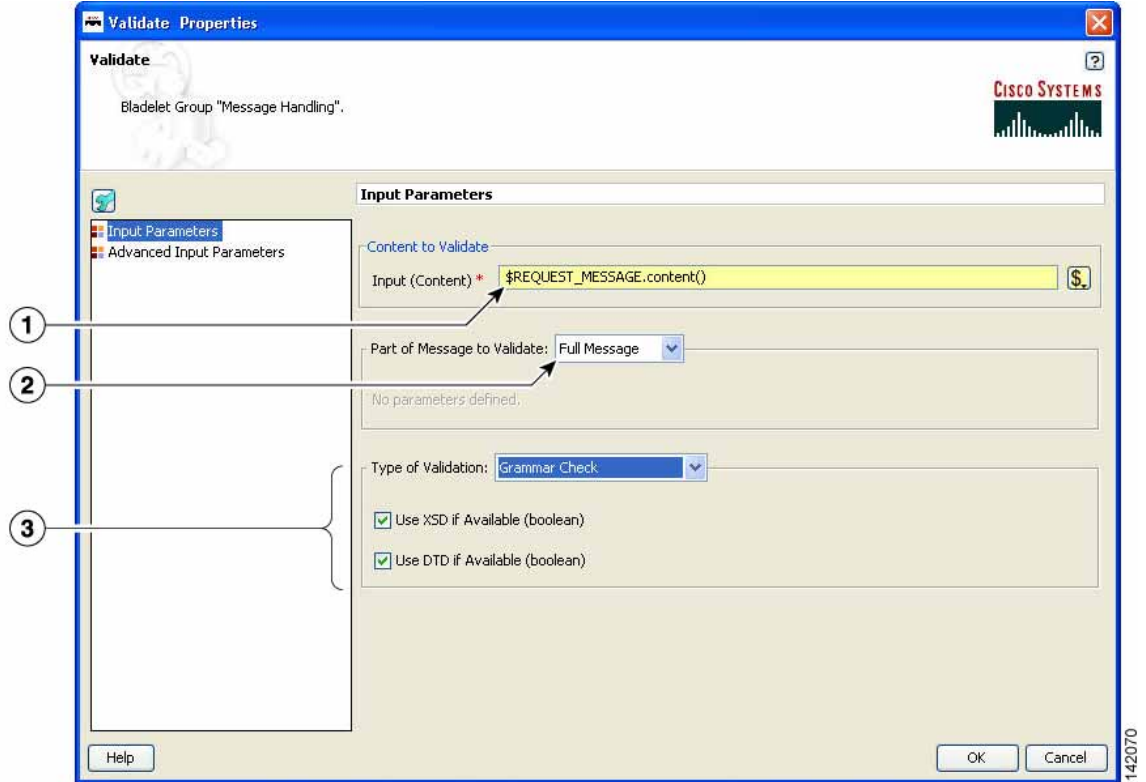 Validate Properties
Validate
?
Bladelet Group "Message Handling".
CISCO SYSTEMS
Input Parameters
Input Parameters
Advanced Input Parameters
Content to Validate
Input (Content) * $REQUEST_MESSAGE.content() $
1
Part of Message to Validate: Full Message
2
No parameters defined.
Type of Validation: Grammar Check
3
Use XSD if Available (boolean)
Use DTD if Available (boolean)
Help
OK
Cancel
142070